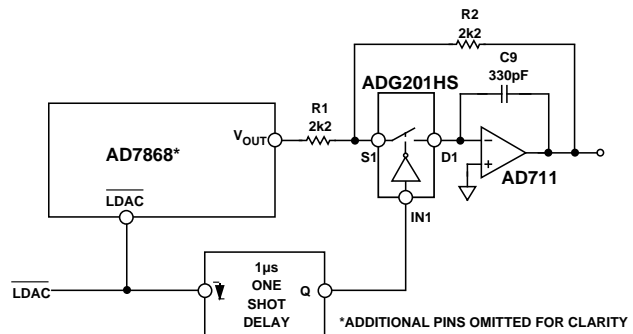 R2
2k2
C9
330pF
ADG201HS
R1
2k2
AD7868*
VOUT
S1
D1
AD711
LDAC
IN1
LDAC
1µs
ONE
SHOT
DELAY
Q
*ADDITIONAL PINS OMITTED FOR CLARITY